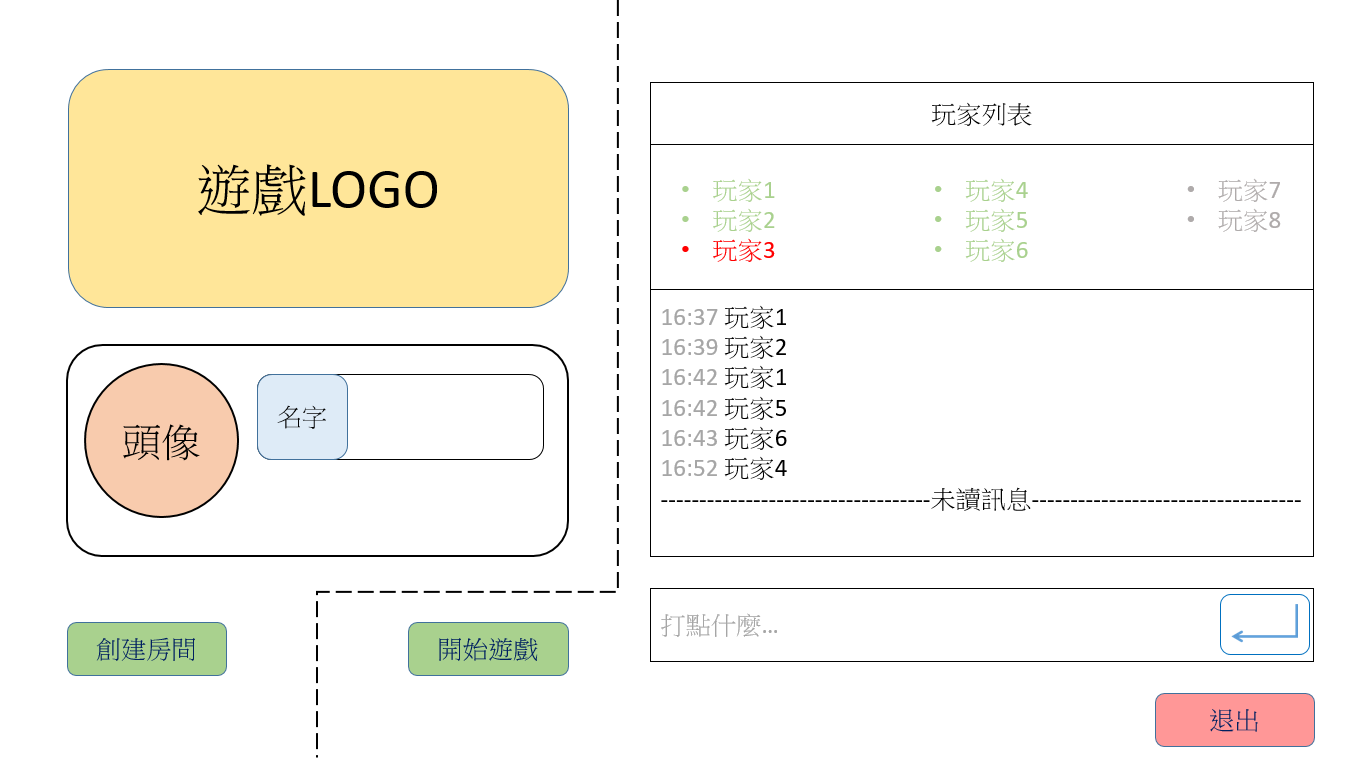 遊戲LOGO
頭像
名字
創建房間
開始遊戲
玩家列表
• 玩家1
• 玩家2
• 玩家3
• 玩家4
• 玩家5
• 玩家6
• 玩家7
• 玩家8
16:37 玩家1
16:39 玩家2
16:42 玩家1
16:42 玩家5
16:43 玩家6
16:52 玩家4
-----------------------------------未讀訊息-----------------------------------
打點什麼...
退出